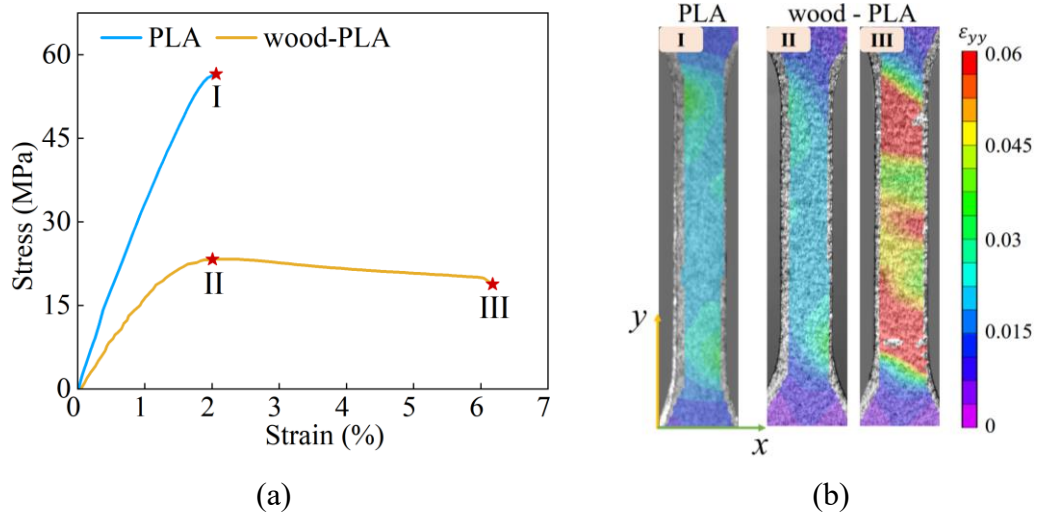 PLA wood-PLA
60
45
30
15
0
Stress (MPa)
I
II
III
0 1 2 3 4 5 6 7
Strain (%)
(a)
PLA wood - PLA
I II III
εyy
0.06
0.045
0.03
0.015
0
y
x
(b)